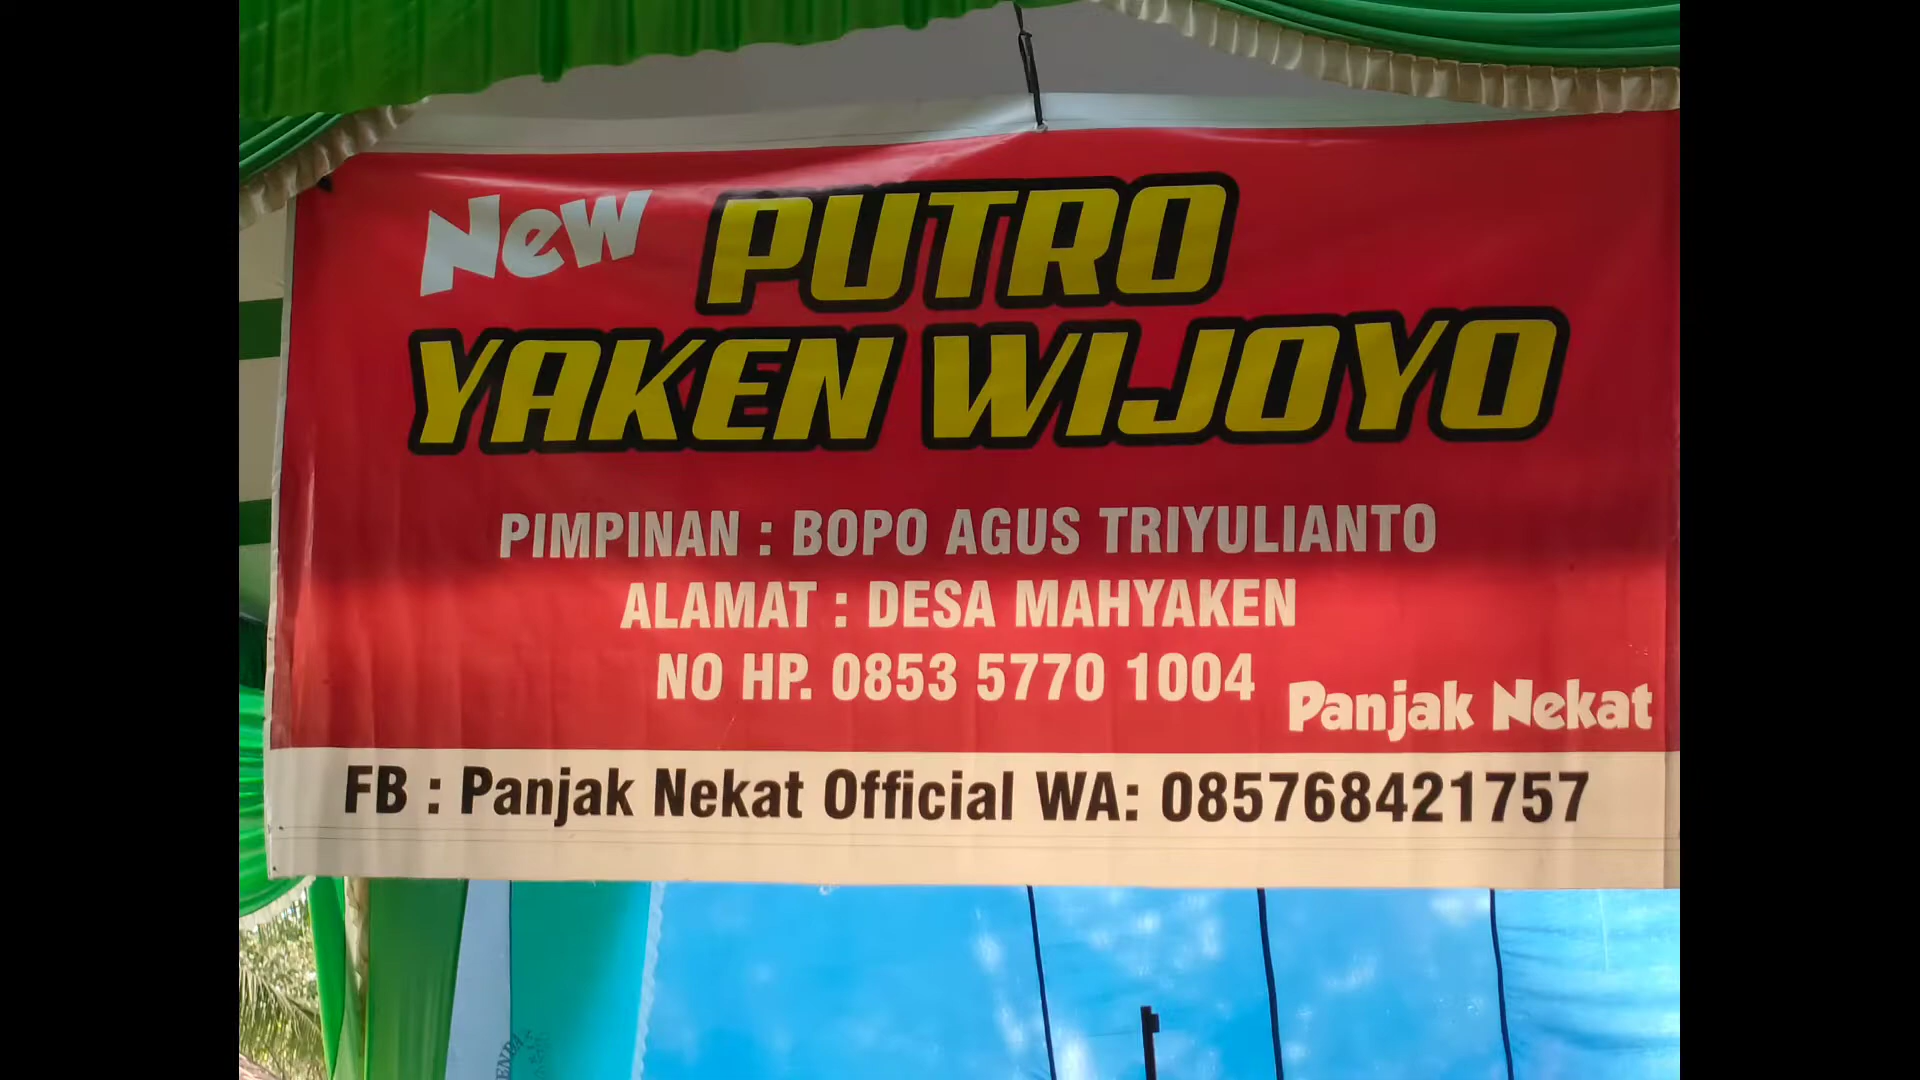 New PUTRO
YAKEN WIJOYO
PIMPINAN : BOPO AGUS TRIYULIANTO
ALAMAT : DESA MAHYAKEN
NO HP. 0853 5770 1004
Panjak Nekat
FB : Panjak Nekat Official WA: 085768421757